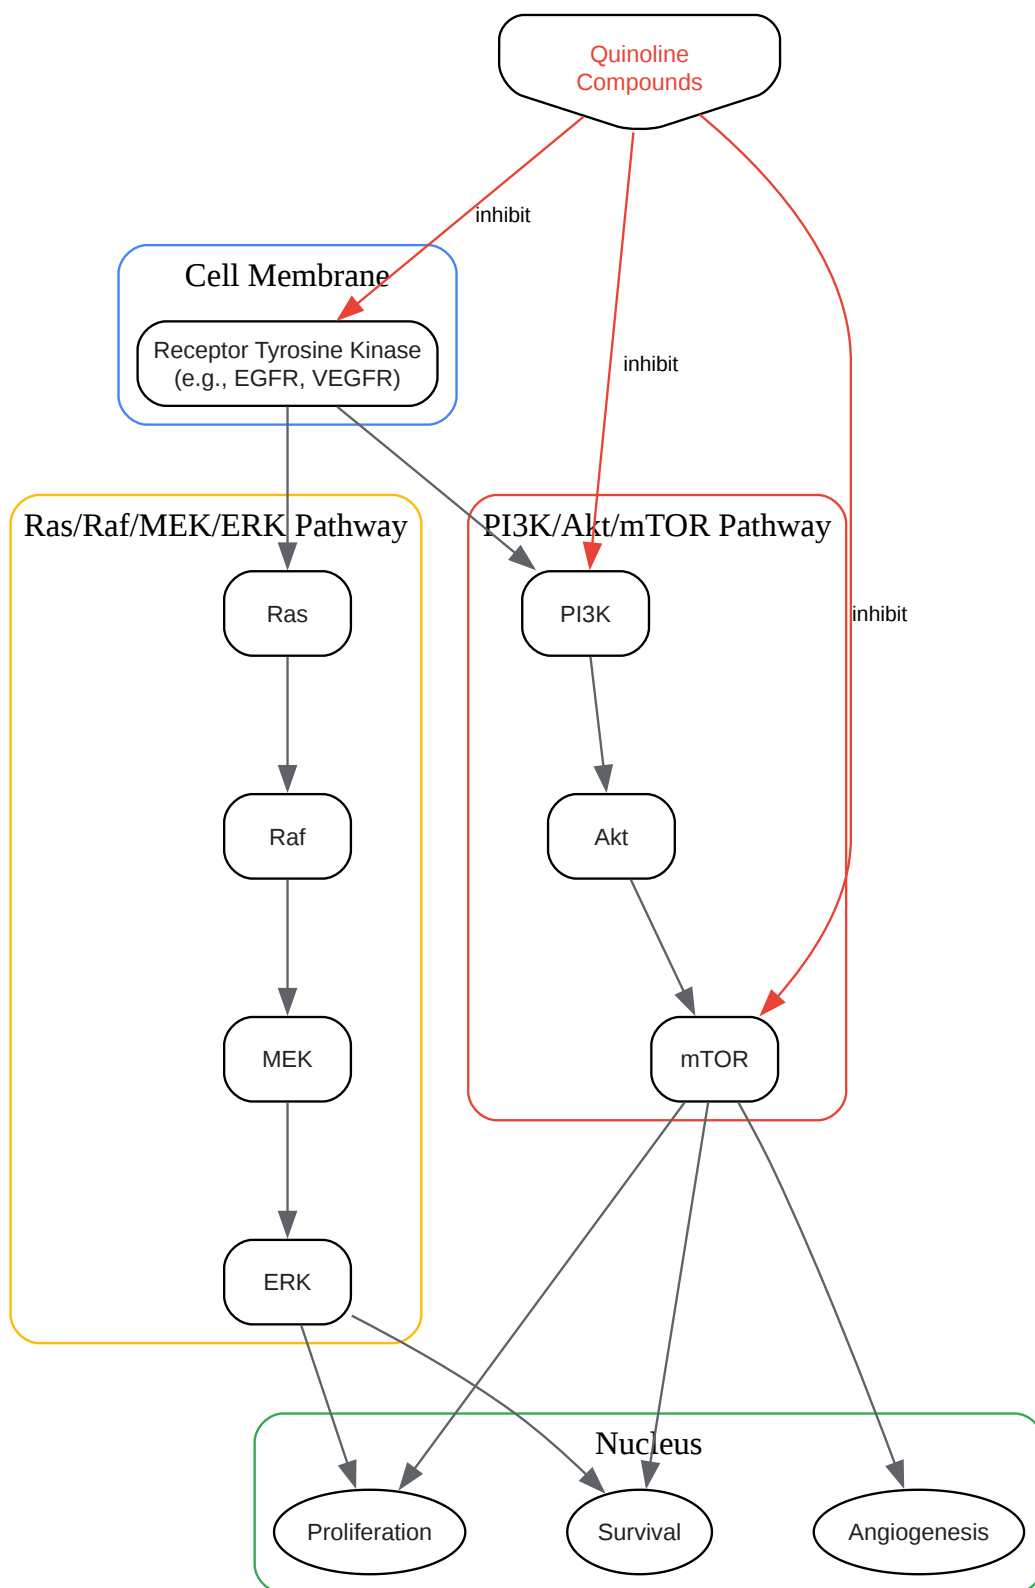 Quinoline
Compounds
inhibit
Cell Membrane
Receptor Tyrosine Kinase
(e.g., EGFR, VEGFR)
inhibit
Ras/Raf/MEK/ERK Pathway
PI3K/Akt/mTOR Pathway
Ras
PI3K
inhibit
Raf
Akt
MEK
mTOR
ERK
Nucleus
Proliferation
Survival
Angiogenesis